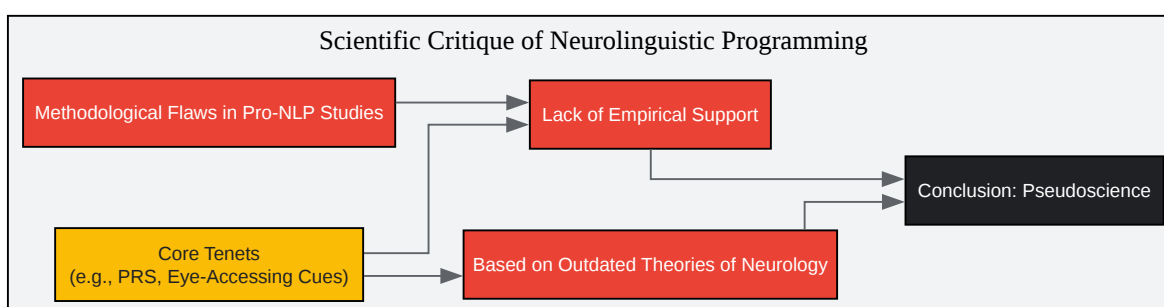 Scientific Critique of Neurolinguistic Programming
Methodological Flaws in Pro-NLP Studies
Lack of Empirical Support
Conclusion: Pseudoscience
Core Tenets
(e.g., PRS, Eye-Accessing Cues)
Based on Outdated Theories of Neurology